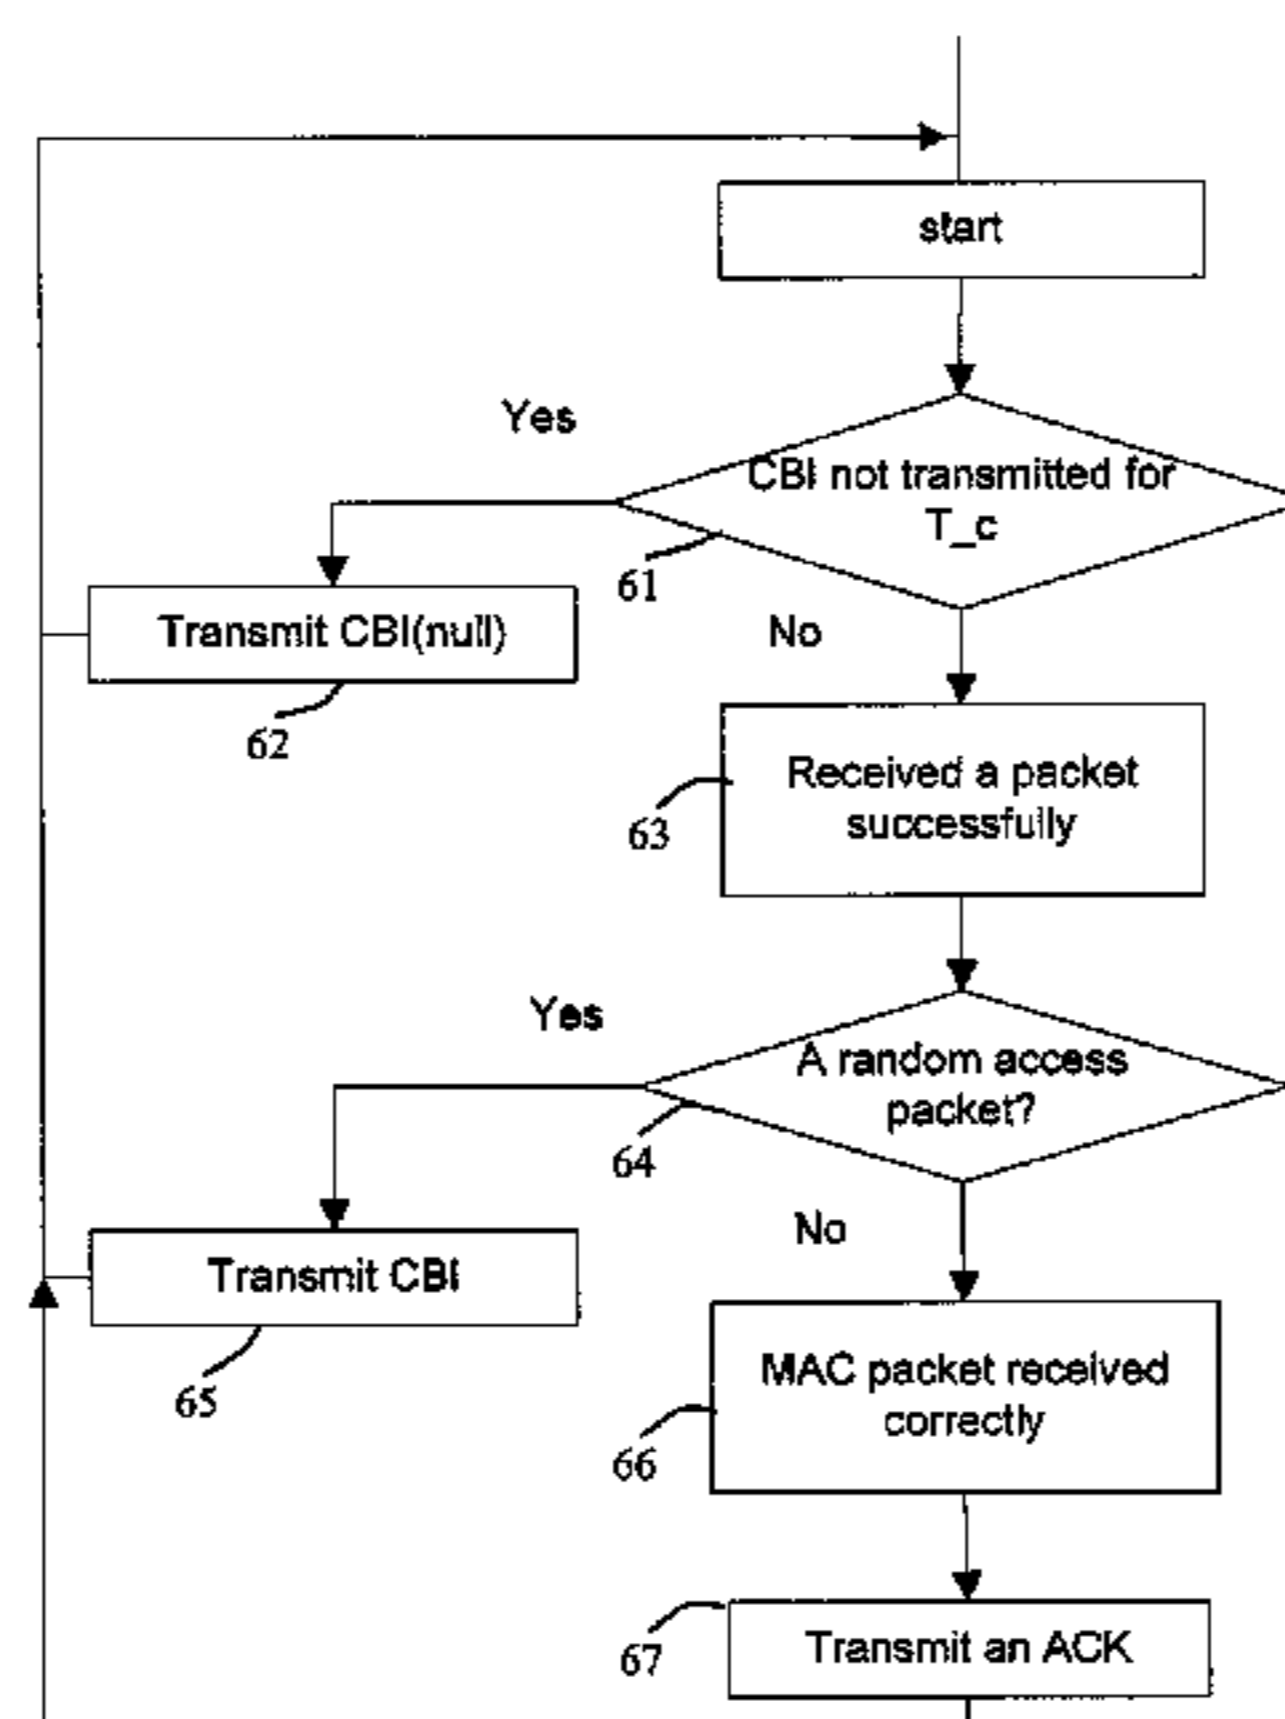 start
Yes
CBI not transmitted for
T_c
61
No
Transmit CBI(null)
62
Received a packet
successfully
63
Yes
A random access
packet?
64
No
Transmit CBI
65
MAC packet received
correctly
66
67
Transmit an ACK